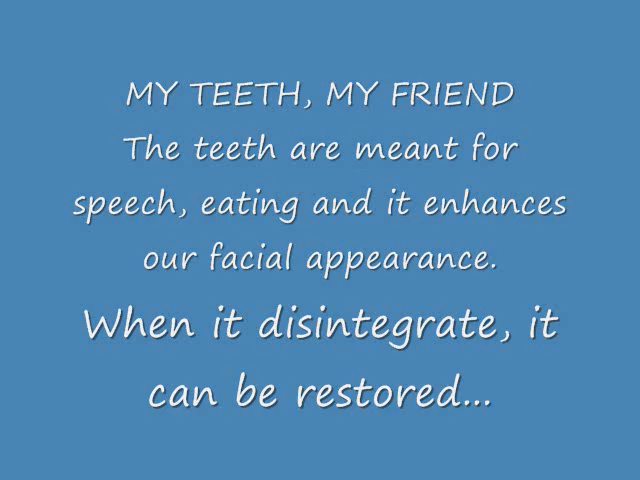 MY TEETH, MY FRIEND
The teeth are meant for
speech, eating and it enhances
our facial appearance.
When it disintegrate, it
can be restored...